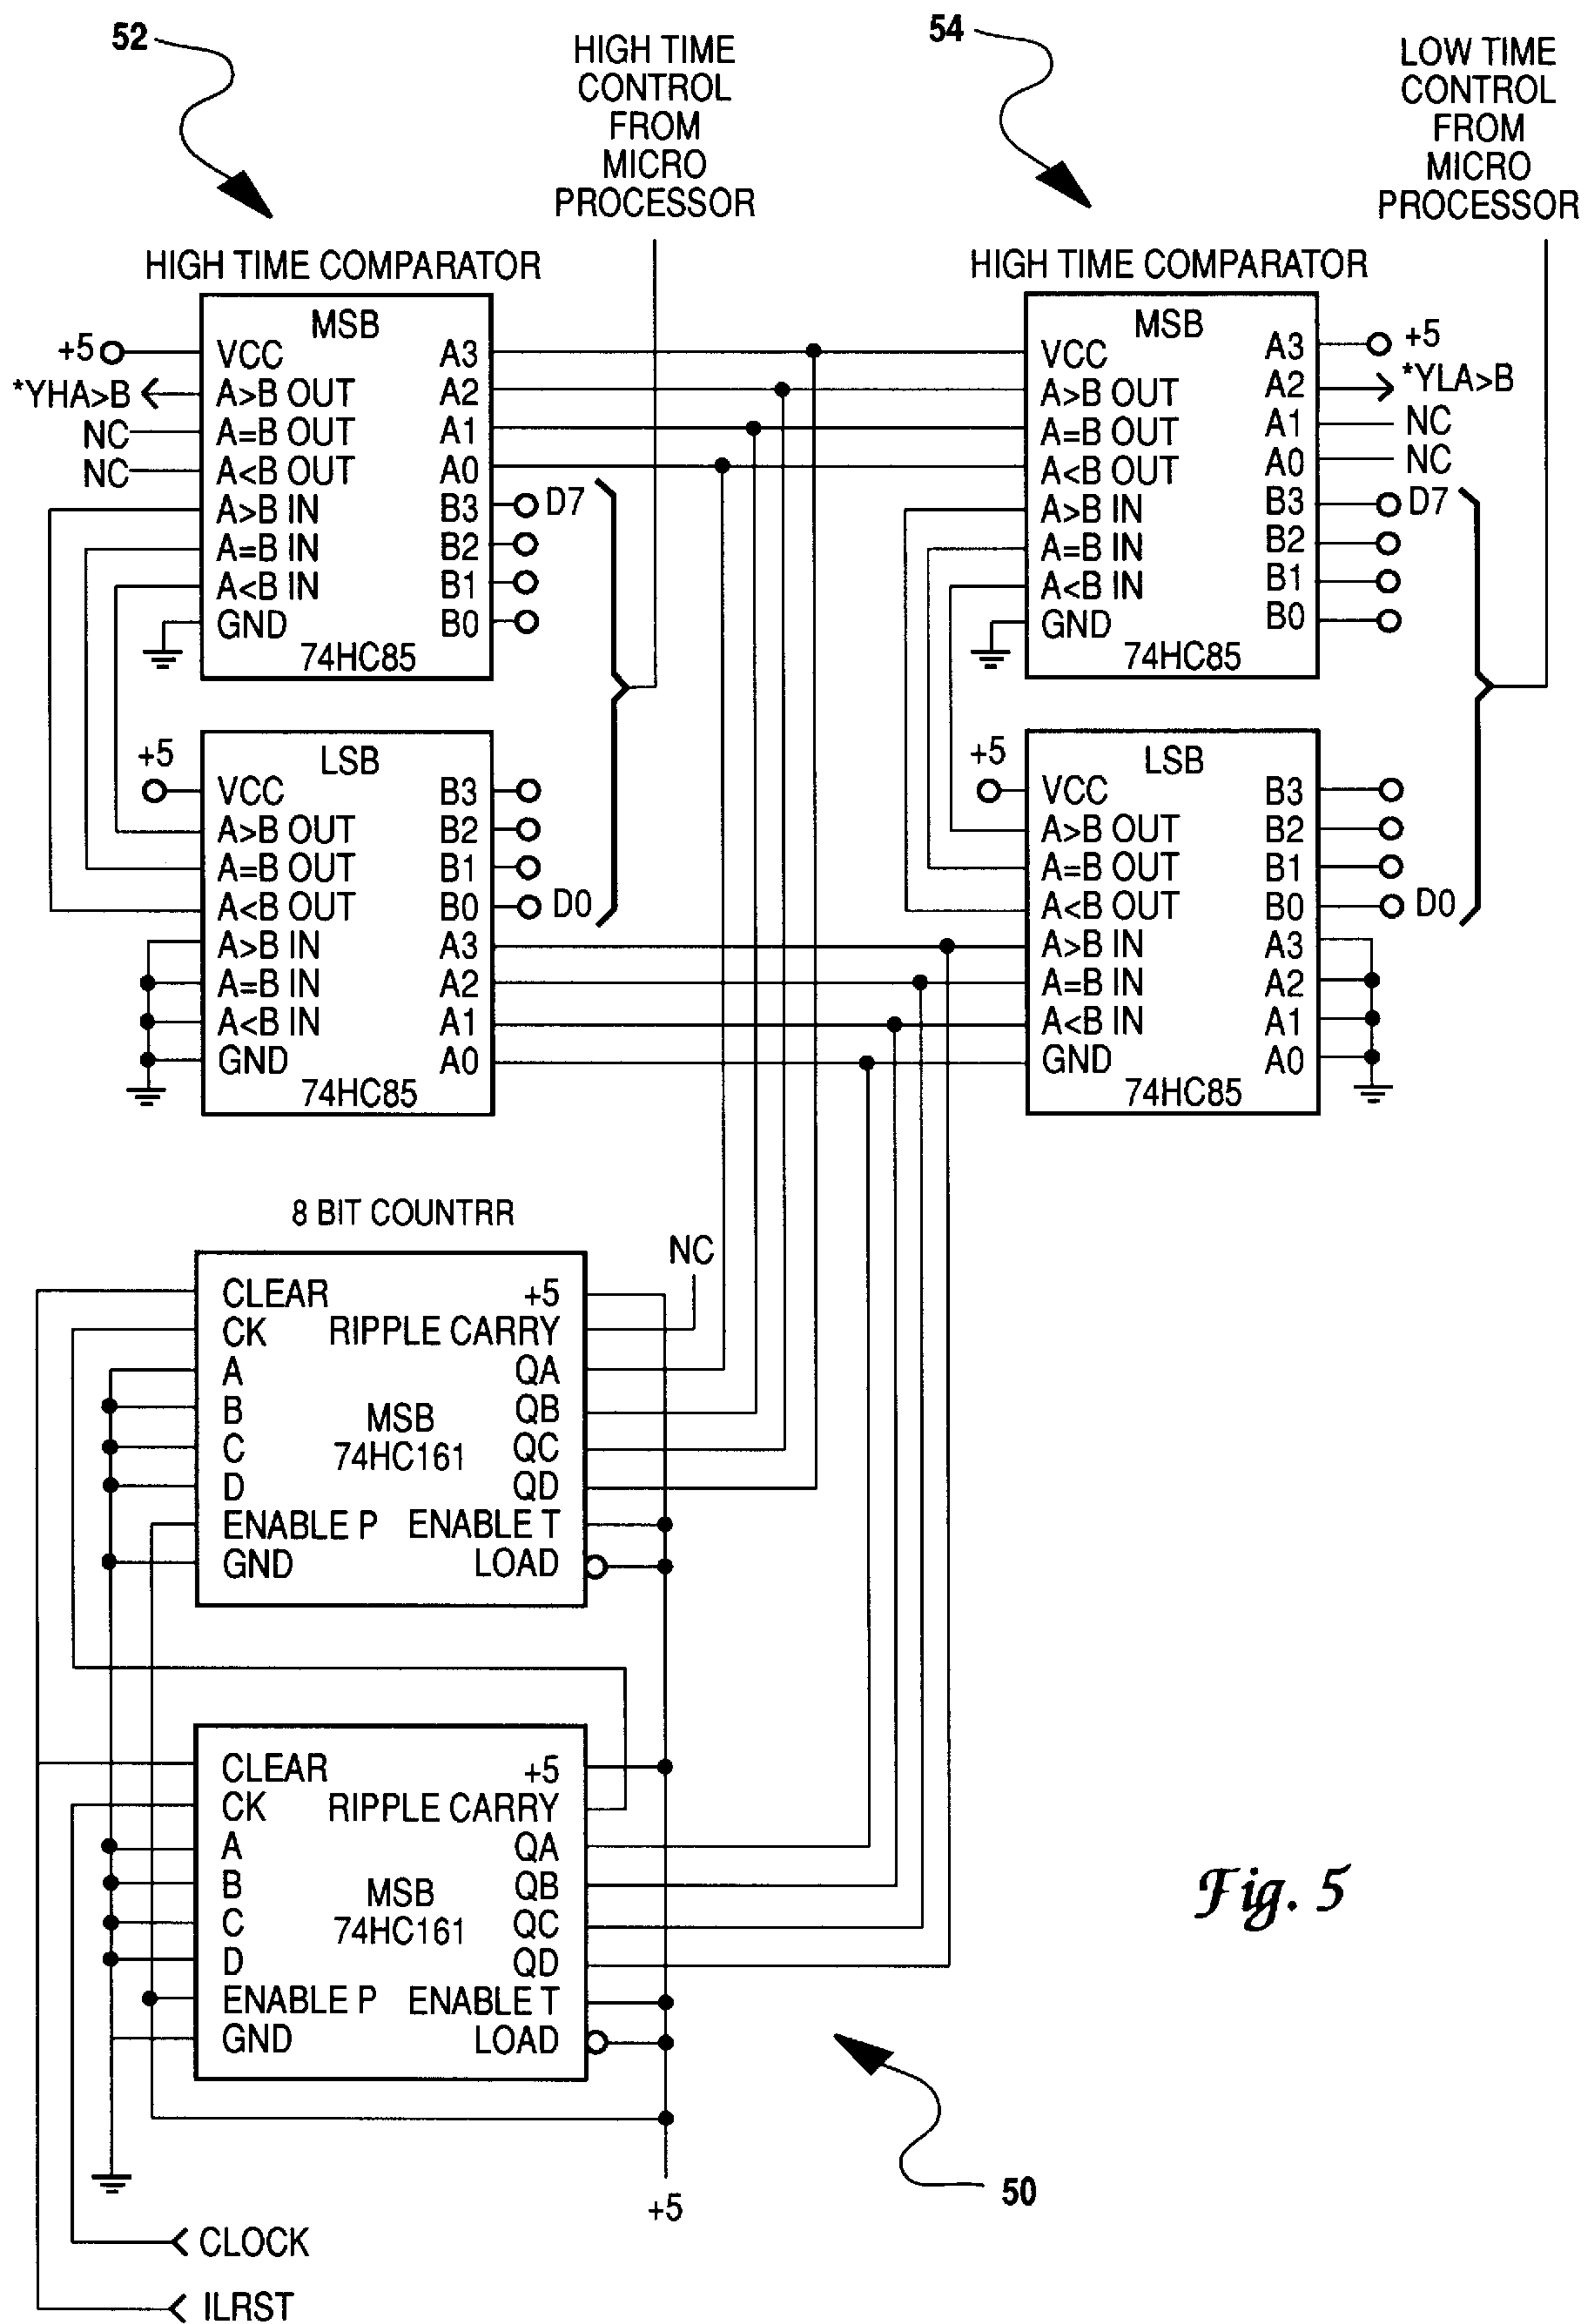 52
HIGH TIME
CONTROL
FROM
MICRO
PROCESSOR
54
LOW TIME
CONTROL
FROM
MICRO
PROCESSOR
HIGH TIME COMPARATOR
MSB
+5 VCC A3
*YHA>B A>B OUT A2
NC A=B OUT A1
NC A<B OUT A0
A>B IN B3 D7
A=B IN B2
A<B IN B1
GND B0
74HC85
HIGH TIME COMPARATOR
MSB
VCC A3 +5
A>B OUT A2 *YLA>B
A=B OUT A1 NC
A<B OUT A0 NC
A>B IN B3 D7
A=B IN B2
A<B IN B1
GND B0
74HC85
LSB
+5
VCC B3
A>B OUT B2
A=B OUT B1
A<B OUT B0 D0
A>B IN A3
A=B IN A2
A<B IN A1
GND A0
74HC85
LSB
+5
VCC B3
A>B OUT B2
A=B OUT B1
A<B OUT B0 D0
A>B IN A3
A=B IN A2
A<B IN A1
GND A0
74HC85
8 BIT COUNTRR
NC
CLEAR +5
CK RIPPLE CARRY
A QA
B QB
MSB
C QC
74HC161
D QD
ENABLE P ENABLE T
GND LOAD
CLEAR +5
CK RIPPLE CARRY
A QA
B QB
MSB
C QC
74HC161
D QD
ENABLE P ENABLE T
GND LOAD
Fig. 5
50
+5
CLOCK
ILRST